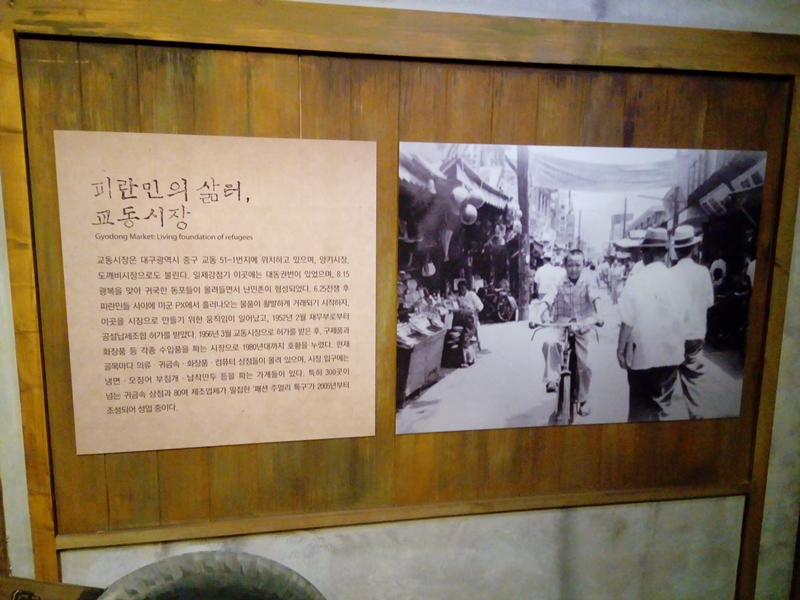 피란민의 삶터,
교동시장
Gyodong Market: Living foundation of refugees
교동시장은 대구광역시 중구 교동 51-1번지에 위치하고 있으며, 양키시장,
도깨비시장으로도 불린다. 일제강점기 이곳에는 대동권번이 있었으며, 8.15
광복을 맞아 귀국한 동포들이 몰려들면서 난민촌이 형성되었다. 6.25전쟁 후
피란민들 사이에 미군 PX에서 흘러나오는 물품이 활발하게 거래되기 시작하자,
이곳을 시장으로 만들기 위한 움직임이 일어났고, 1952년 2월 재무부로부터
공설납세조합 허가를 받았다. 1956년 3월 교동시장으로 허가를 받은 후, 구제품과
화장품 등 각종 수입품을 파는 시장으로 1980년대까지 호황을 누렸다. 현재
골목마다 의류 · 귀금속 · 화장품 · 컴퓨터 상점들이 몰려 있으며, 시장 입구에는
냉면 · 오징어 부침개 · 납작만두 등을 파는 가게들이 있다. 특히 300곳이
넘는 귀금속 상점과 80여 제조업체가 밀집한 '패션 주얼리 특구'가 2005년부터
조성되어 성업 중이다.